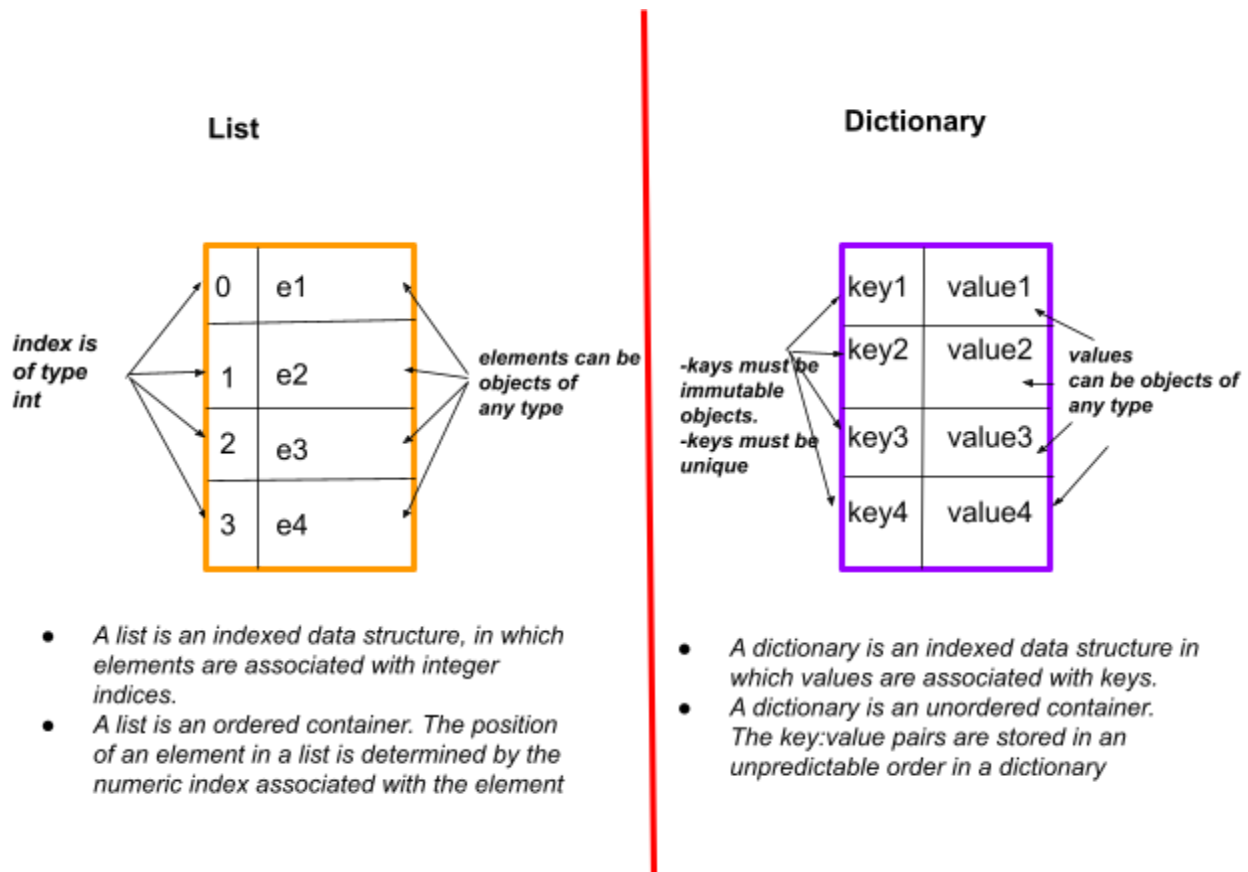 List
0 e1
1 e2
2 e3
3 e4
index is
of type
int
elements can be
objects of
any type
● A list is an indexed data structure, in which
elements are associated with integer
indices.
● A list is an ordered container. The position
of an element in a list is determined by the
numeric index associated with the element
Dictionary
key1 value1
key2 value2
key3 value3
key4 value4
-kays must be
immutable
objects.
-keys must be
unique
values
can be objects of
any type
● A dictionary is an indexed data structure in
which values are associated with keys.
● A dictionary is an unordered container.
The key:value pairs are stored in an
unpredictable order in a dictionary